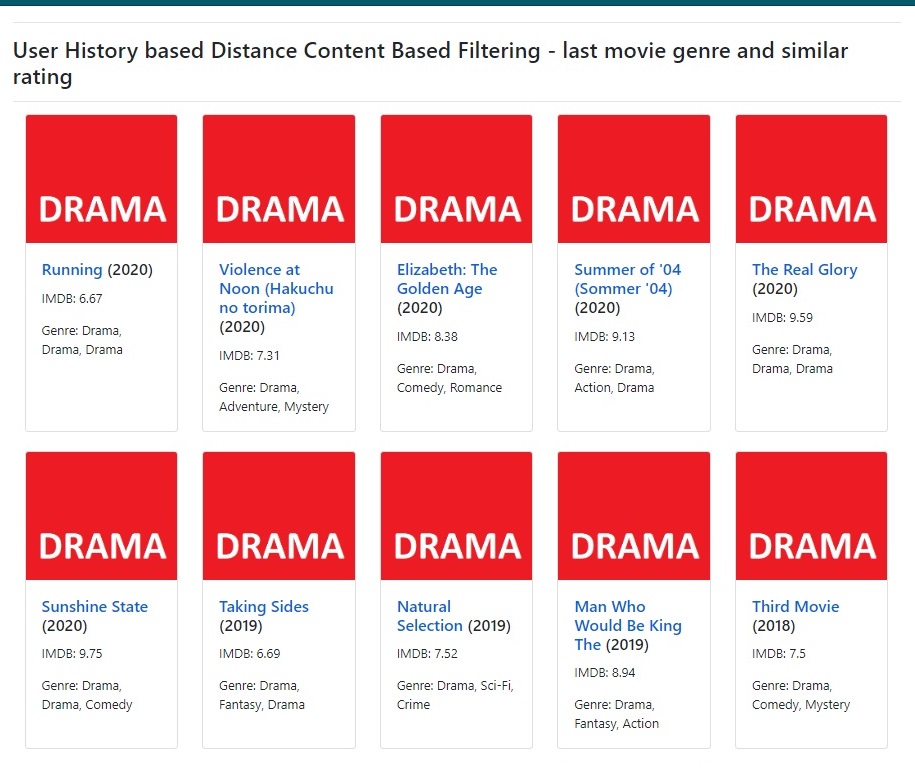 User History based Distance Content Based Filtering - last movie genre and similar
rating
DRAMA
Running (2020)
IMDB: 6.67
Genre: Drama,
Drama, Drama
DRAMA
Violence at
Noon (Hakuchu
no torima)
(2020)
IMDB: 7.31
Genre: Drama,
Adventure, Mystery
DRAMA
Elizabeth: The
Golden Age
(2020)
IMDB: 8.38
Genre: Drama,
Comedy, Romance
DRAMA
Summer of '04
(Sommer '04)
(2020)
IMDB: 9.13
Genre: Drama,
Action, Drama
DRAMA
The Real Glory
(2020)
IMDB: 9.59
Genre: Drama,
Drama, Drama
DRAMA
Sunshine State
(2020)
IMDB: 9.75
Genre: Drama,
Drama, Comedy
DRAMA
Taking Sides
(2019)
IMDB: 6.69
Genre: Drama,
Fantasy, Drama
DRAMA
Natural
Selection (2019)
IMDB: 7.52
Genre: Drama, Sci-Fi,
Crime
DRAMA
Man Who
Would Be King
The (2019)
IMDB: 8.94
Genre: Drama,
Fantasy, Action
DRAMA
Third Movie
(2018)
IMDB: 7.5
Genre: Drama,
Comedy, Mystery